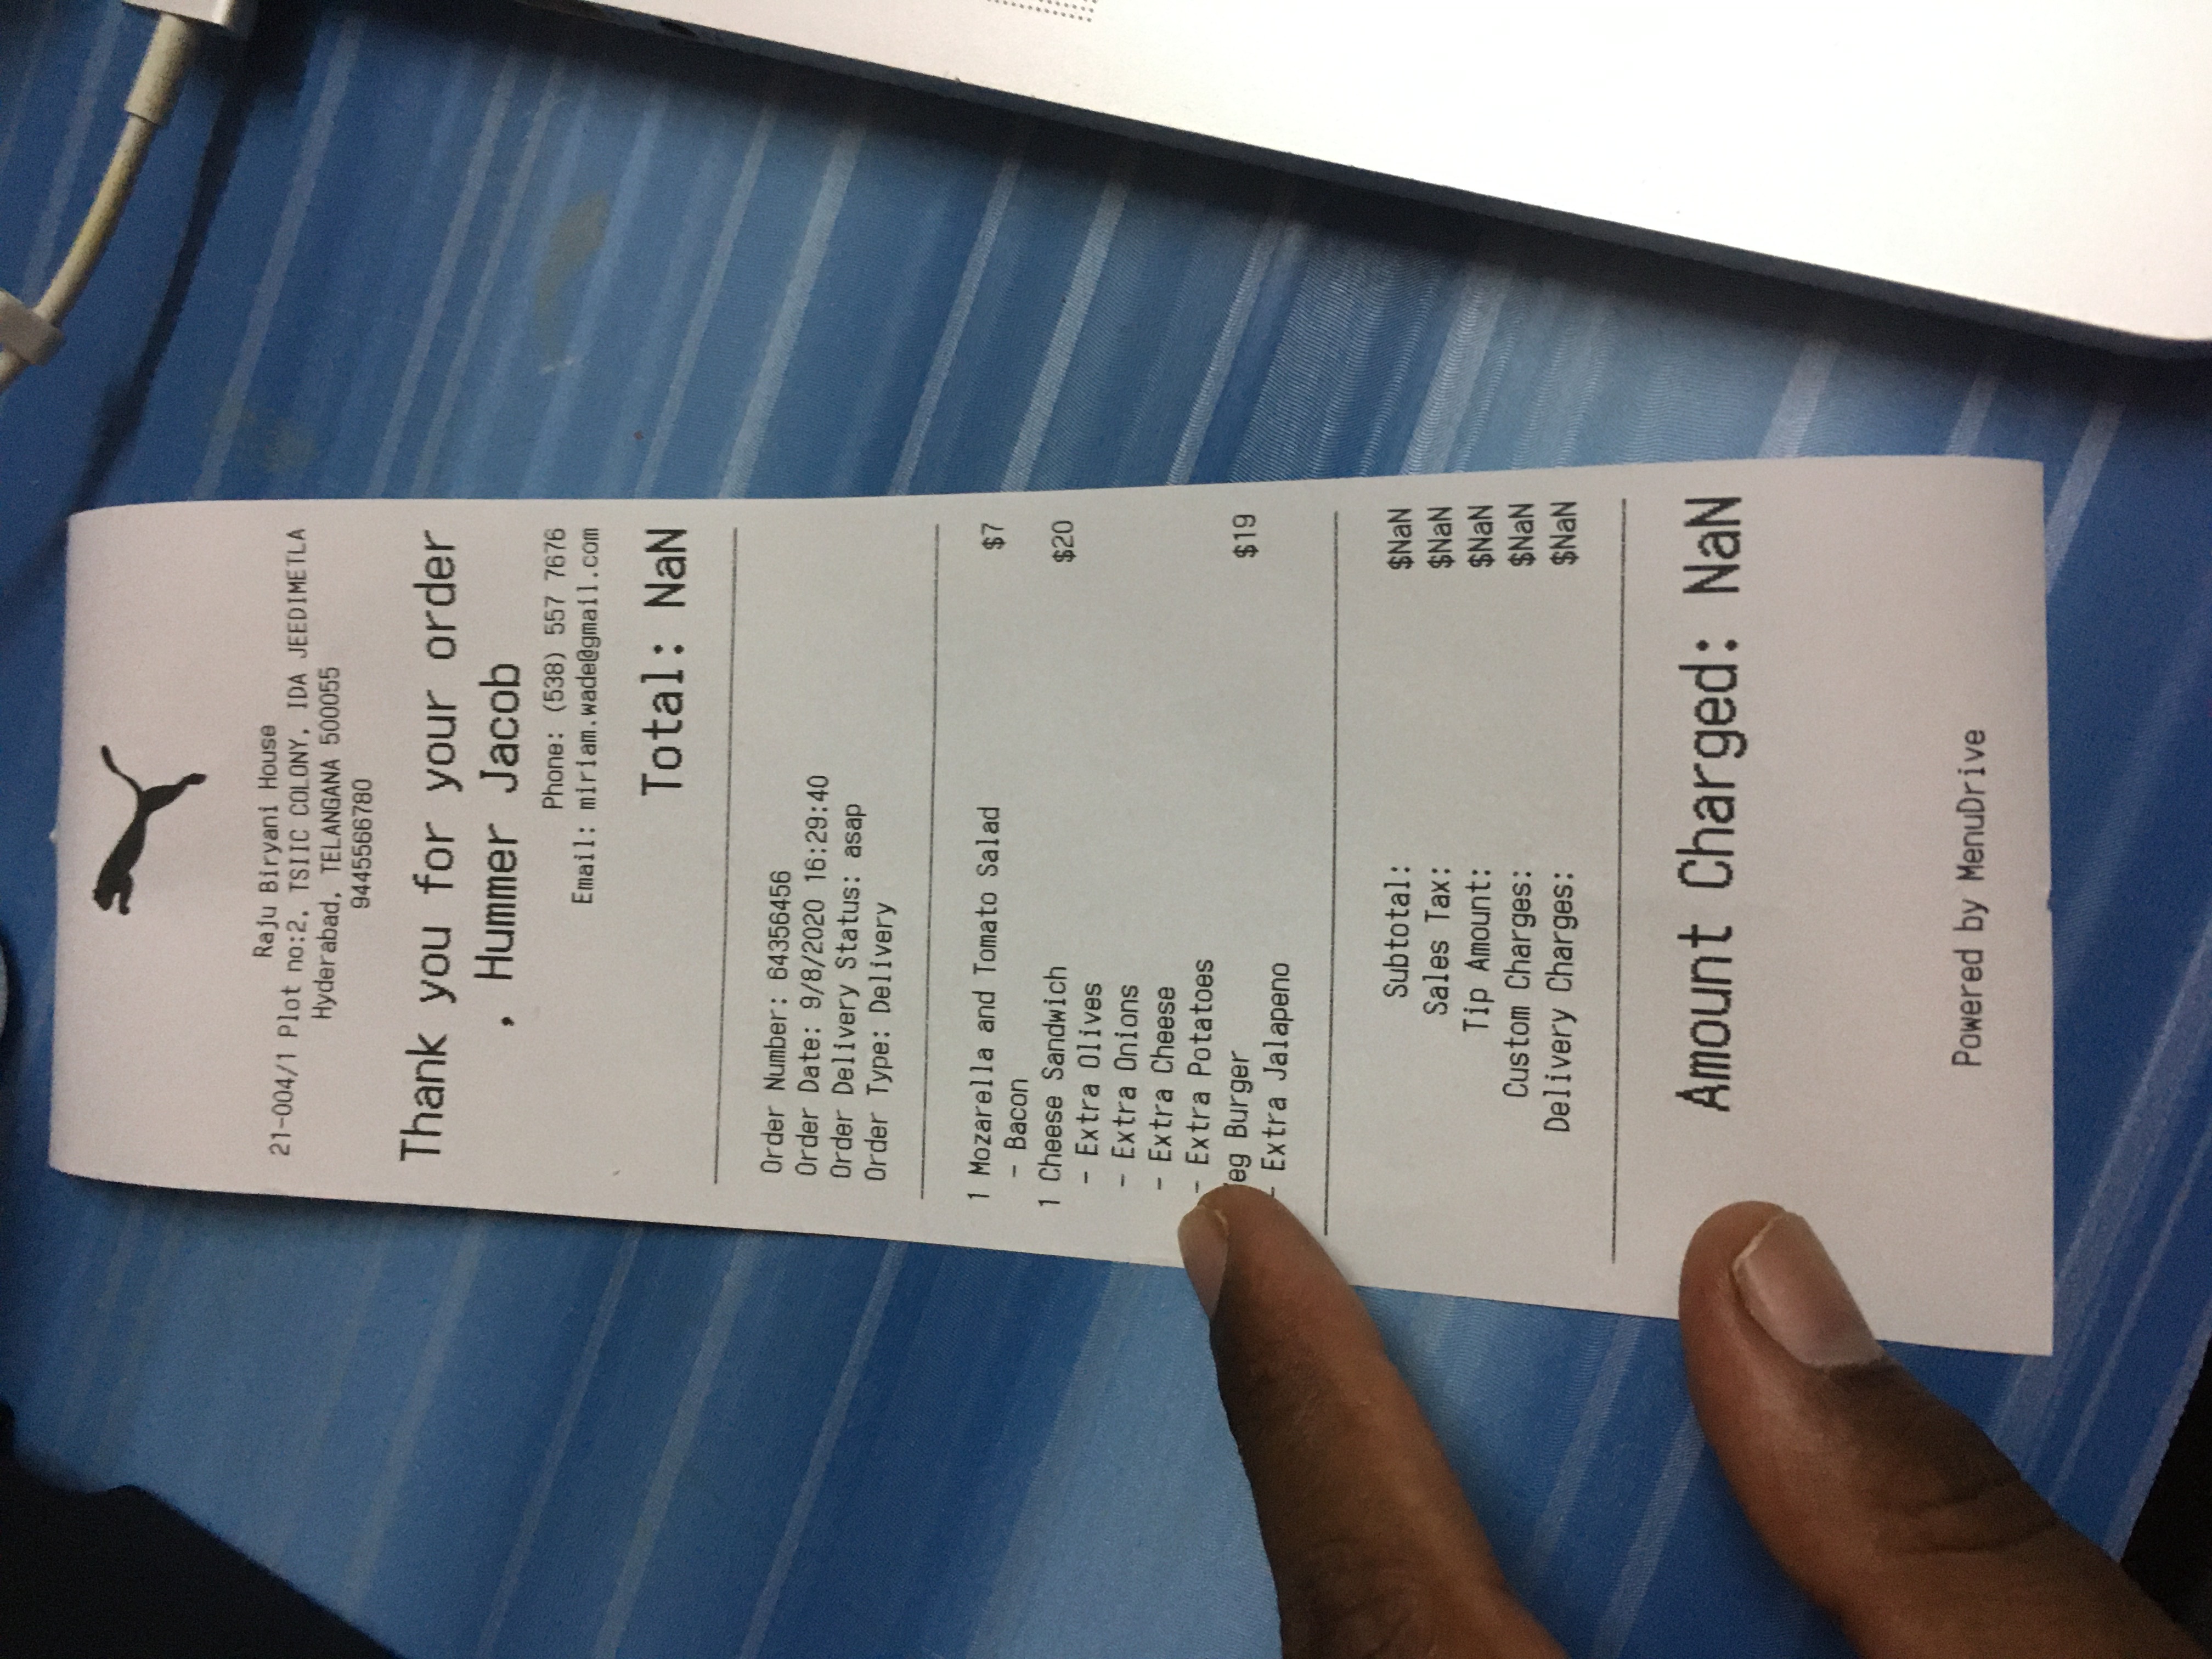 Raju Biryani House
21-004/1 Plot no:2, TSIIC COLONY, IDA JEEDIMETLA
Hyderabad, TELANGANA 500055
9445566780
Thank you for your order
, Hummer Jacob
Phone: (538) 557 7676
Email: miriam.wade@gmail.com
Total: NaN
Order Number: 64356456
Order Date: 9/8/2020 16:29:40
Order Delivery Status: asap
Order Type: Delivery
1 Mozarella and Tomato Salad $7
- Bacon
1 Cheese Sandwich $20
- Extra Olives
- Extra Onions
- Extra Cheese
- Extra Potatoes
Burger $19
- Extra Jalapeno
Subtotal: $NaN
Sales Tax: $NaN
Tip Amount: $NaN
Custom Charges: $NaN
Delivery Charges: $NaN
Amount Charged: NaN
Powered by MenuDrive